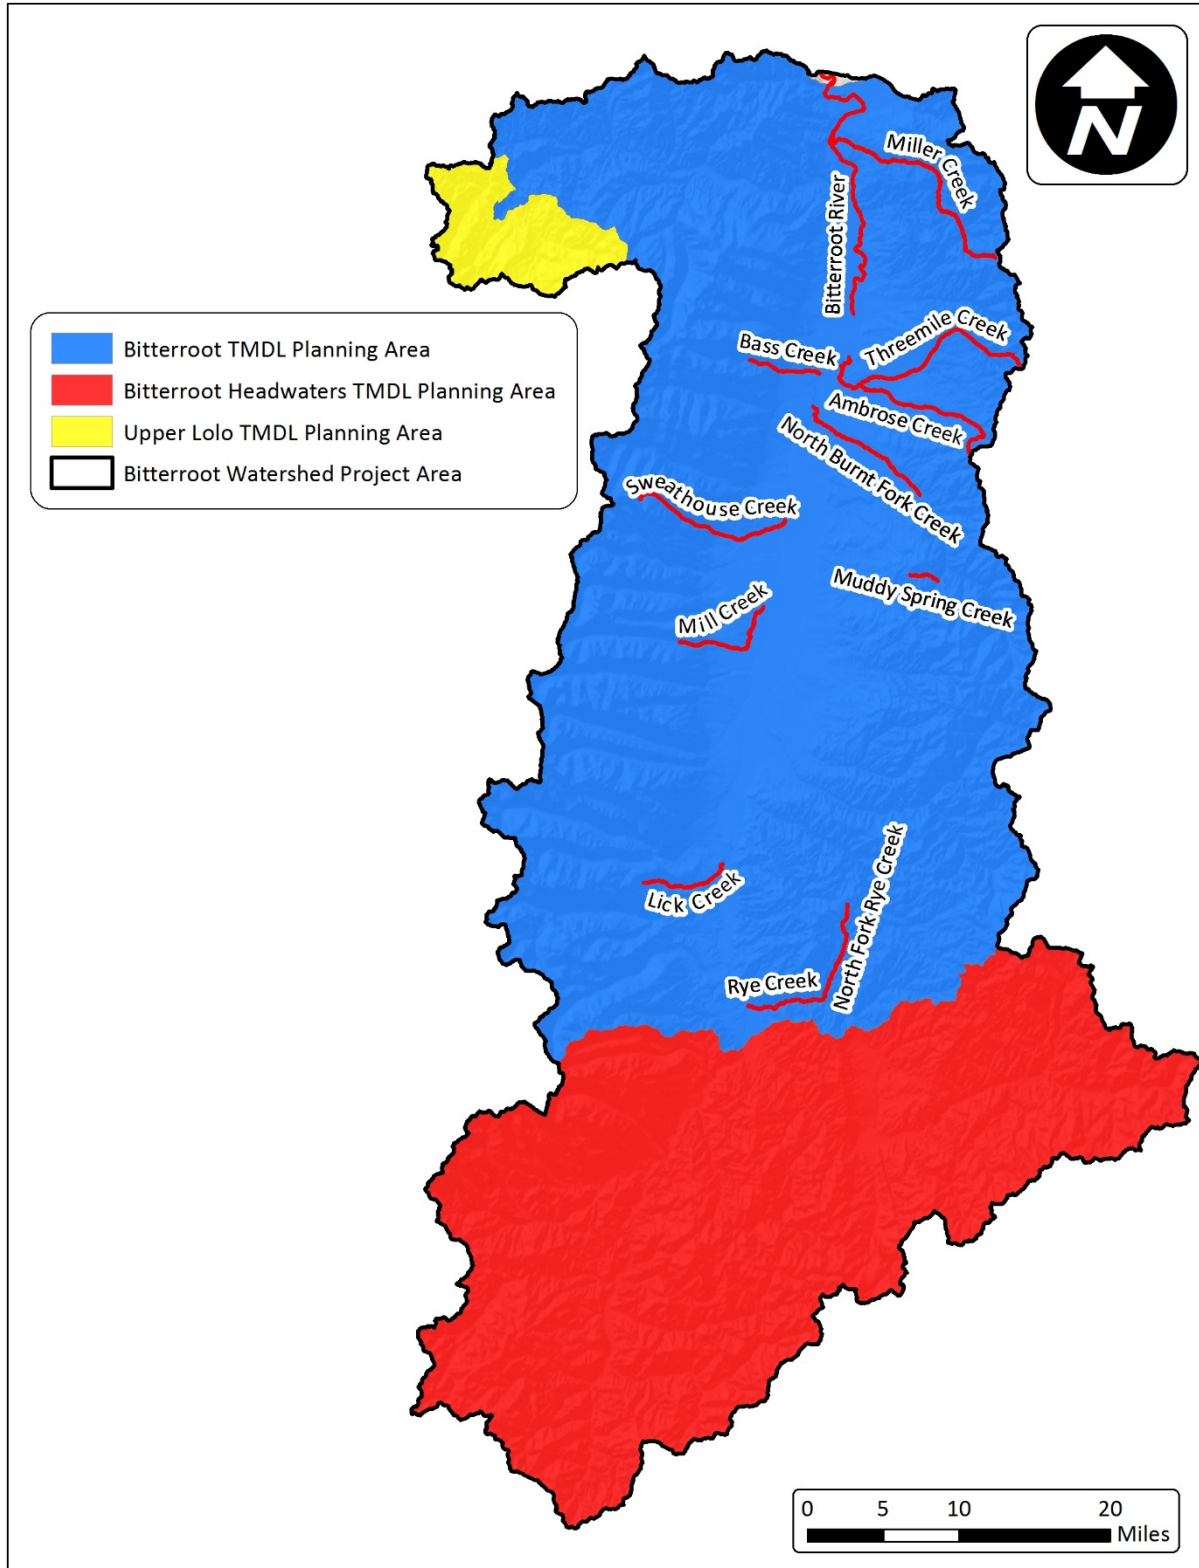 N
Miller Creek
Bitterroot River
Threemile Creek
Bass Creek
Ambrose Creek
North Burnt Fork Creek
Bitterroot TMDL Planning Area
Bitterroot Headwaters TMDL Planning Area
Upper Lolo TMDL Planning Area
Bitterroot Watershed Project Area
Sweathouse Creek
Muddy Spring Creek
Mill Creek
Lick Creek
North Fork Rye Creek
Rye Creek
0 5 10 20
Miles